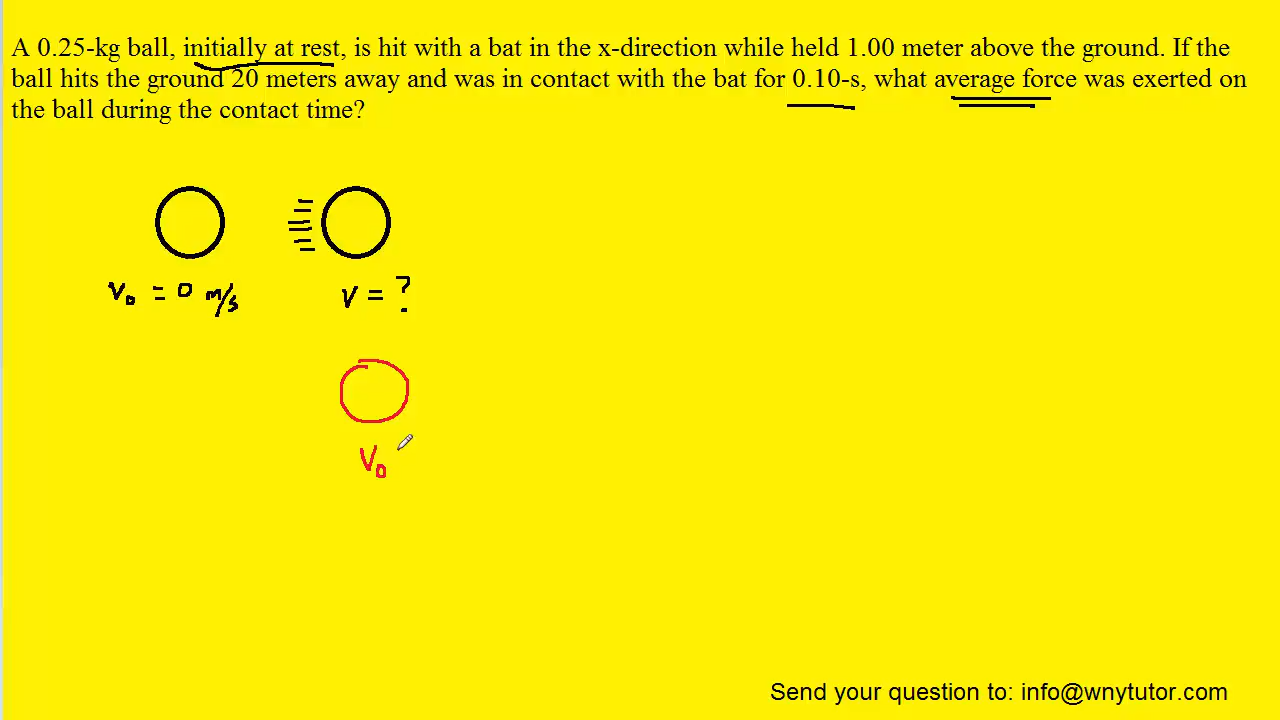 A 0.25-kg ball, initially at rest, is hit with a bat in the x-direction while held 1.00 meter above the ground. If the
ball hits the ground 20 meters away and was in contact with the bat for 0.10-s, what average force was exerted on
the ball during the contact time?
v₀ = 0 m/s
v = ?
v₀
Send your question to: info@wnytutor.com